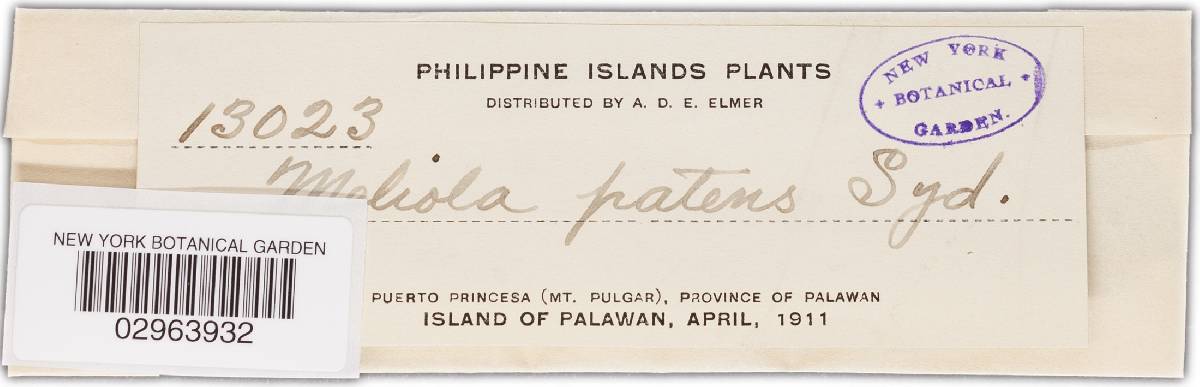 PHILIPPINE ISLANDS PLANTS
DISTRIBUTED BY A. D. E. ELMER
NEW YORK
BOTANICAL
GARDEN.
13023
Meliola patens Syd.
PUERTO PRINCESA (MT. PULGAR), PROVINCE OF PALAWAN
ISLAND OF PALAWAN, APRIL, 1911
NEW YORK BOTANICAL GARDEN
02963932